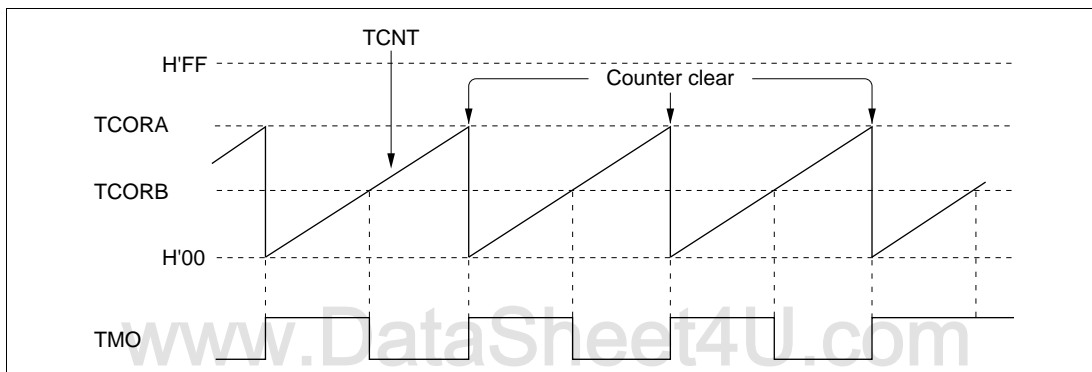 TCNT
H'FF
Counter clear
TCORA
TCORB
H'00
TMO
www.DataSheet4U.com